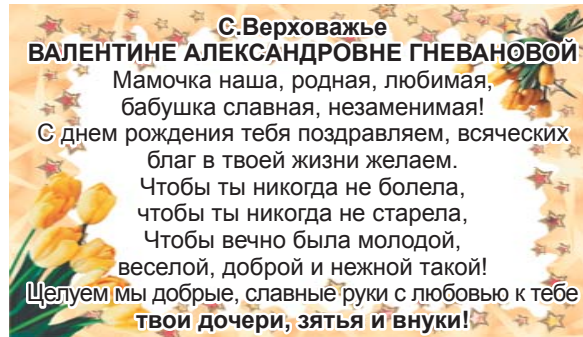 С.Верховажье
ВАЛЕНТИНЕ АЛЕКСАНДРОВНЕ ГНЕВАНОВОЙ
Мамочка наша, родная, любимая,
бабушка славная, незаменимая!
С днем рождения тебя поздравляем, всяческих
благ в твоей жизни желаем.
Чтобы ты никогда не болела,
чтобы ты никогда не старела,
Чтобы вечно была молодой,
веселой, доброй и нежной такой!
Целуем мы добрые, славные руки с любовью к тебе
твои дочери, зятья и внуки!